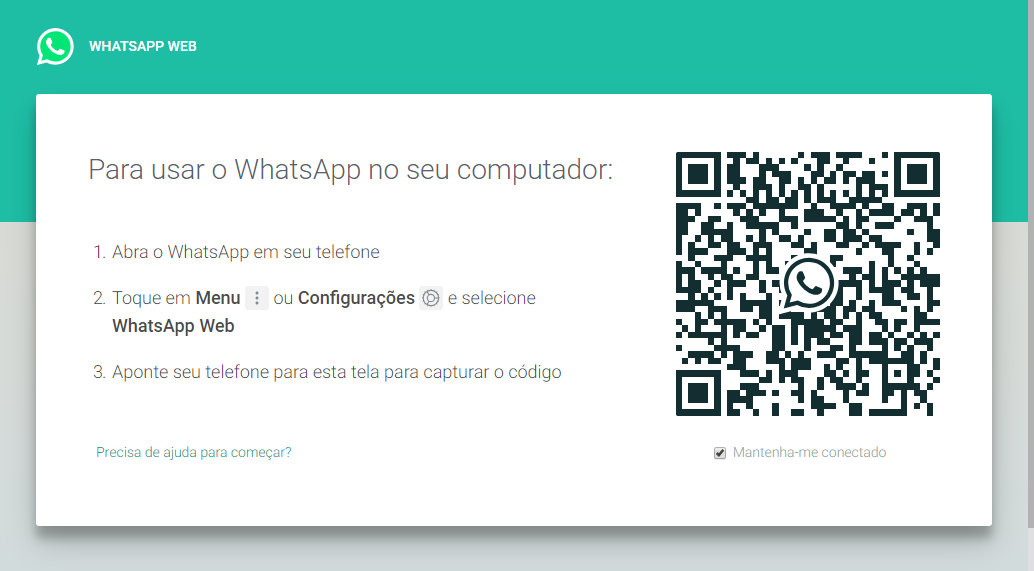 WHATSAPP WEB
Para usar o WhatsApp no seu computador:
1. Abra o WhatsApp em seu telefone
2. Toque em Menu ou Configurações e selecione
WhatsApp Web
3. Aponte seu telefone para esta tela para capturar o código
Precisa de ajuda para começar?
Mantenha-me conectado